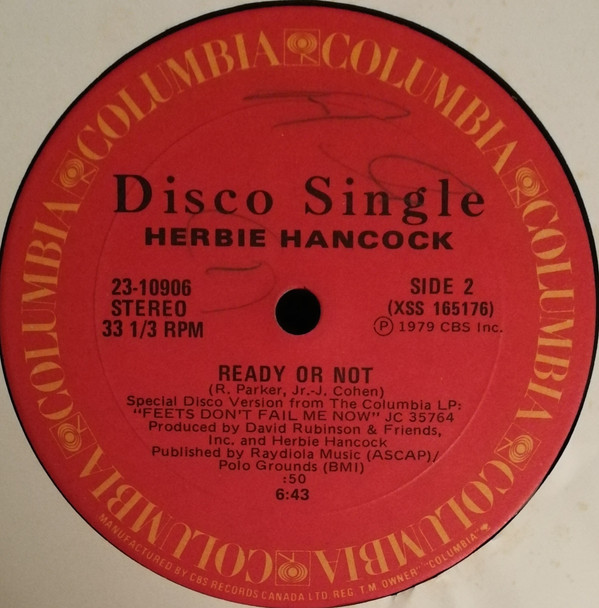 COLUMBIA COLUMBIA COLUMBIA COLUMBIA COLUMBIA COLUMBIA COLUMBIA COLUMBIA
Disco Single
HERBIE HANCOCK
23-10906
STEREO
33 1/3 RPM
SIDE 2
(XSS 165176)
Ⓟ 1979 CBS Inc.
READY OR NOT
(R. Parker, Jr.-J. Cohen)
Special Disco Version from The Columbia LP:
"FEETS DON'T FAIL ME NOW" JC 35764
Produced by David Rubinson & Friends,
Inc. and Herbie Hancock
Published by Raydiola Music (ASCAP)/
Polo Grounds (BMI)
:50
6:43
MANUFACTURED BY CBS RECORDS CANADA LTD. REG. T.M. OWNER "COLUMBIA"